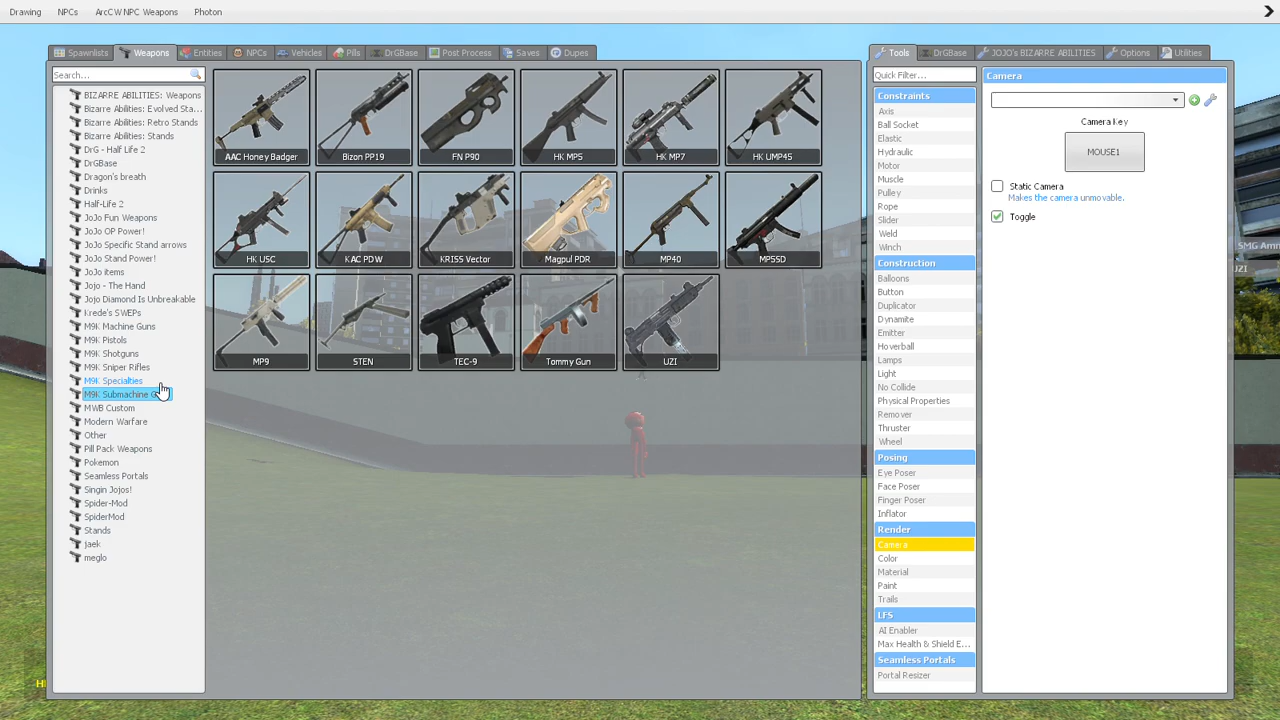 Drawing NPCs ArcCW NPC Weapons Photon
Spawnlists Weapons Entities NPCs Vehicles Pills DrGBase Post Process Saves Dupes
Search...
BIZARRE ABILITIES: Weapons
Bizarre Abilities: Evolved Sta...
Bizarre Abilities: Retro Stands
Bizarre Abilities: Stands
DrG - Half Life 2
DrGBase
Dragon's breath
Drinks
Half-Life 2
JoJo Fun Weapons
JoJo OP Power!
JoJo Specific Stand arrows
JoJo Stand Power!
JoJo items
Jojo - The Hand
Jojo Diamond Is Unbreakable
Krede's SWEPs
M9K Machine Guns
M9K Pistols
M9K Shotguns
M9K Sniper Rifles
M9K Specialties
M9K Submachine
MWB Custom
Modern Warfare
Other
Pill Pack Weapons
Pokemon
Seamless Portals
Singin Jojos!
Spider-Mod
SpiderMod
Stands
jaek
meglo
AAC Honey Badger Bizon PP19 FN P90 HK MP5 HK MP7 HK UMP45
HK USC KAC PDW KRISS Vector Magpul PDR MP40 MP5SD
MP9 STEN TEC-9 Tommy Gun UZI
Tools DrGBase JOJO's BIZARRE ABILITIES Options Utilities
Quick Filter...
Constraints
Axis
Ball Socket
Elastic
Hydraulic
Motor
Muscle
Pulley
Rope
Slider
Weld
Winch
Construction
Balloons
Button
Duplicator
Dynamite
Emitter
Hoverball
Lamps
Light
No Collide
Physical Properties
Remover
Thruster
Wheel
Posing
Eye Poser
Face Poser
Finger Poser
Inflator
Render
Camera
Color
Material
Paint
Trails
LFS
AI Enabler
Max Health & Shield E...
Seamless Portals
Portal Resizer
Camera
Camera Key
MOUSE1
Static Camera
Makes the camera unmovable.
Toggle
SMG Amm
UZI